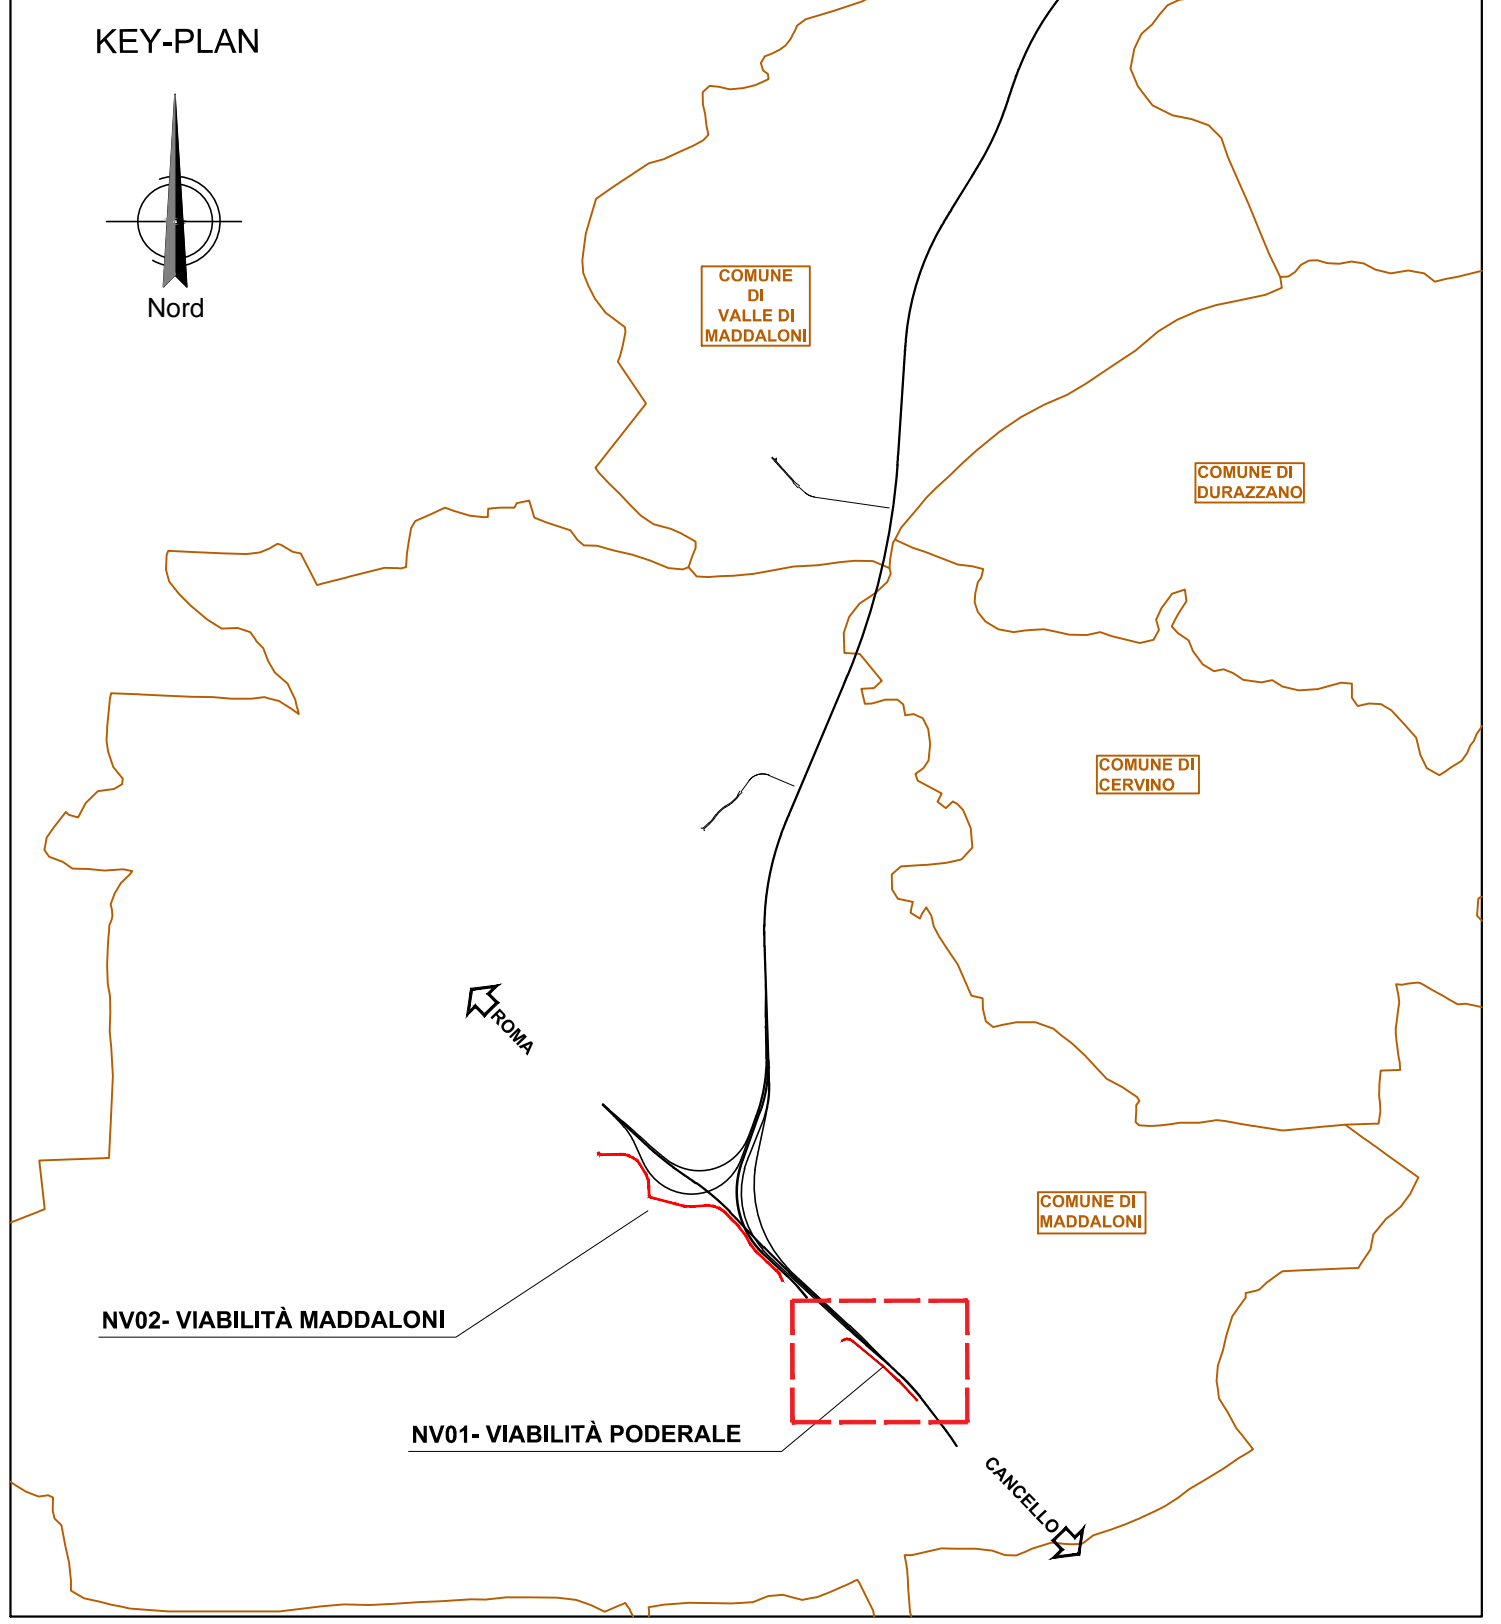 KEY-PLAN
Nord
COMUNE
DI
VALLE DI
MADDALONI
COMUNE DI
DURAZZANO
COMUNE DI
CERVINO
ROMA
COMUNE DI
MADDALONI
NV02- VIABILITÀ MADDALONI
NV01- VIABILITÀ PODERALE
CANCELLO